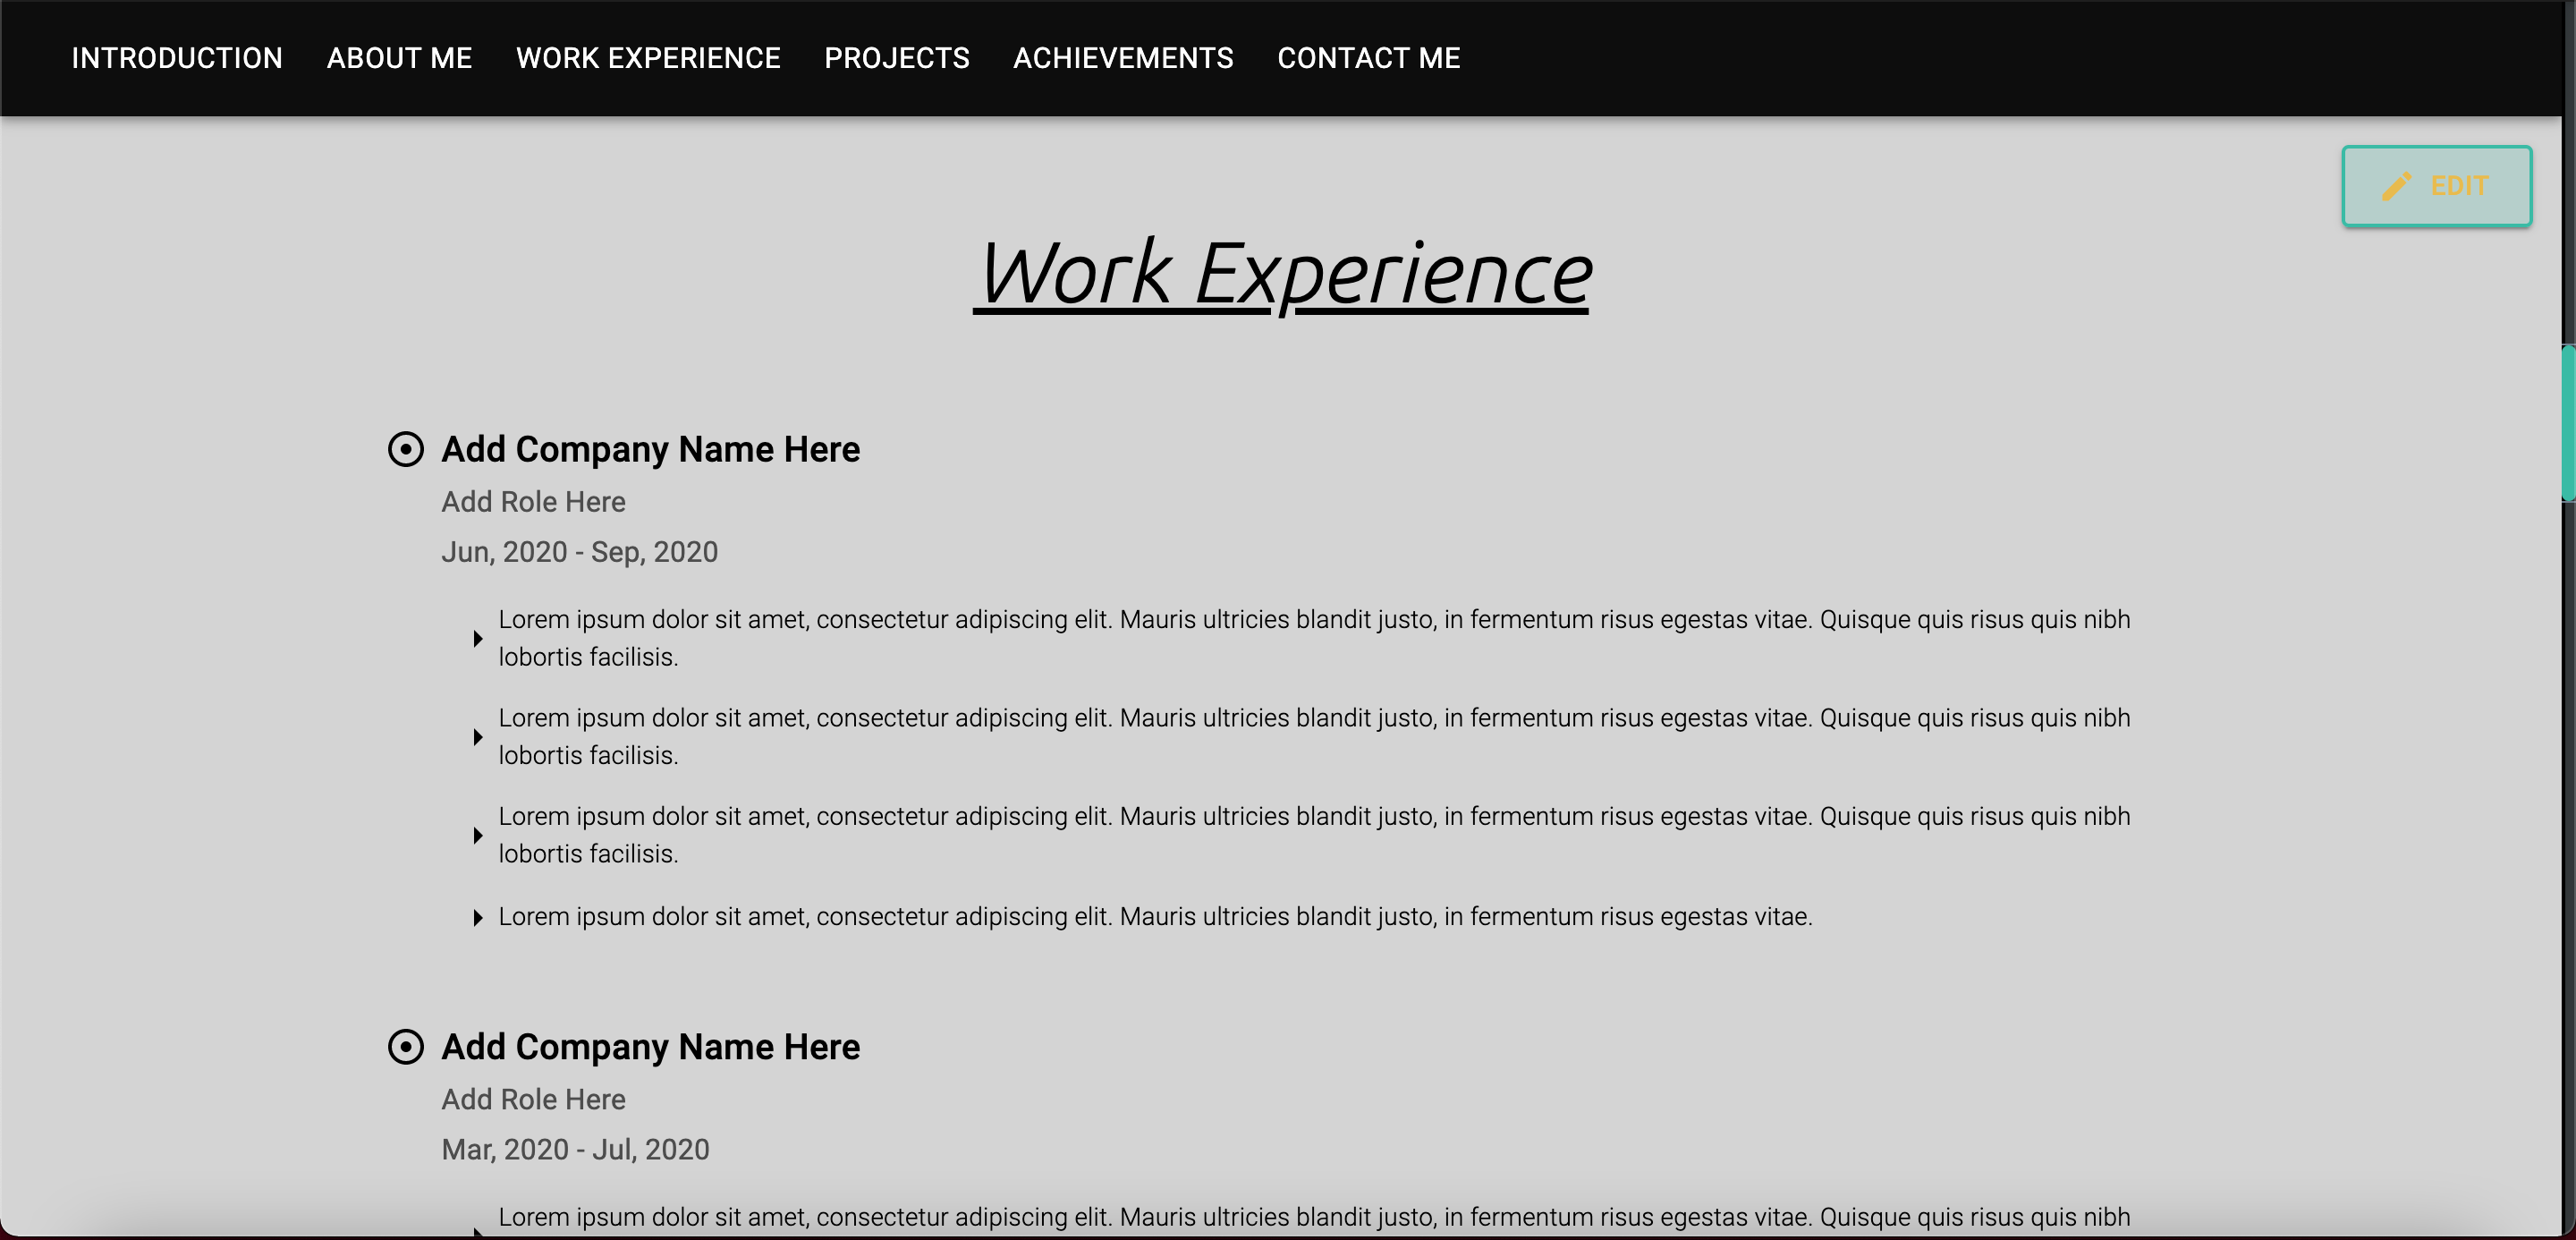 INTRODUCTION ABOUT ME WORK EXPERIENCE PROJECTS ACHIEVEMENTS CONTACT ME
EDIT
Work Experience
Add Company Name Here
Add Role Here
Jun, 2020 - Sep, 2020
Lorem ipsum dolor sit amet, consectetur adipiscing elit. Mauris ultricies blandit justo, in fermentum risus egestas vitae. Quisque quis risus quis nibh
lobortis facilisis.
Lorem ipsum dolor sit amet, consectetur adipiscing elit. Mauris ultricies blandit justo, in fermentum risus egestas vitae. Quisque quis risus quis nibh
lobortis facilisis.
Lorem ipsum dolor sit amet, consectetur adipiscing elit. Mauris ultricies blandit justo, in fermentum risus egestas vitae. Quisque quis risus quis nibh
lobortis facilisis.
Lorem ipsum dolor sit amet, consectetur adipiscing elit. Mauris ultricies blandit justo, in fermentum risus egestas vitae.
Add Company Name Here
Add Role Here
Mar, 2020 - Jul, 2020
Lorem ipsum dolor sit amet, consectetur adipiscing elit. Mauris ultricies blandit justo, in fermentum risus egestas vitae. Quisque quis risus quis nibh